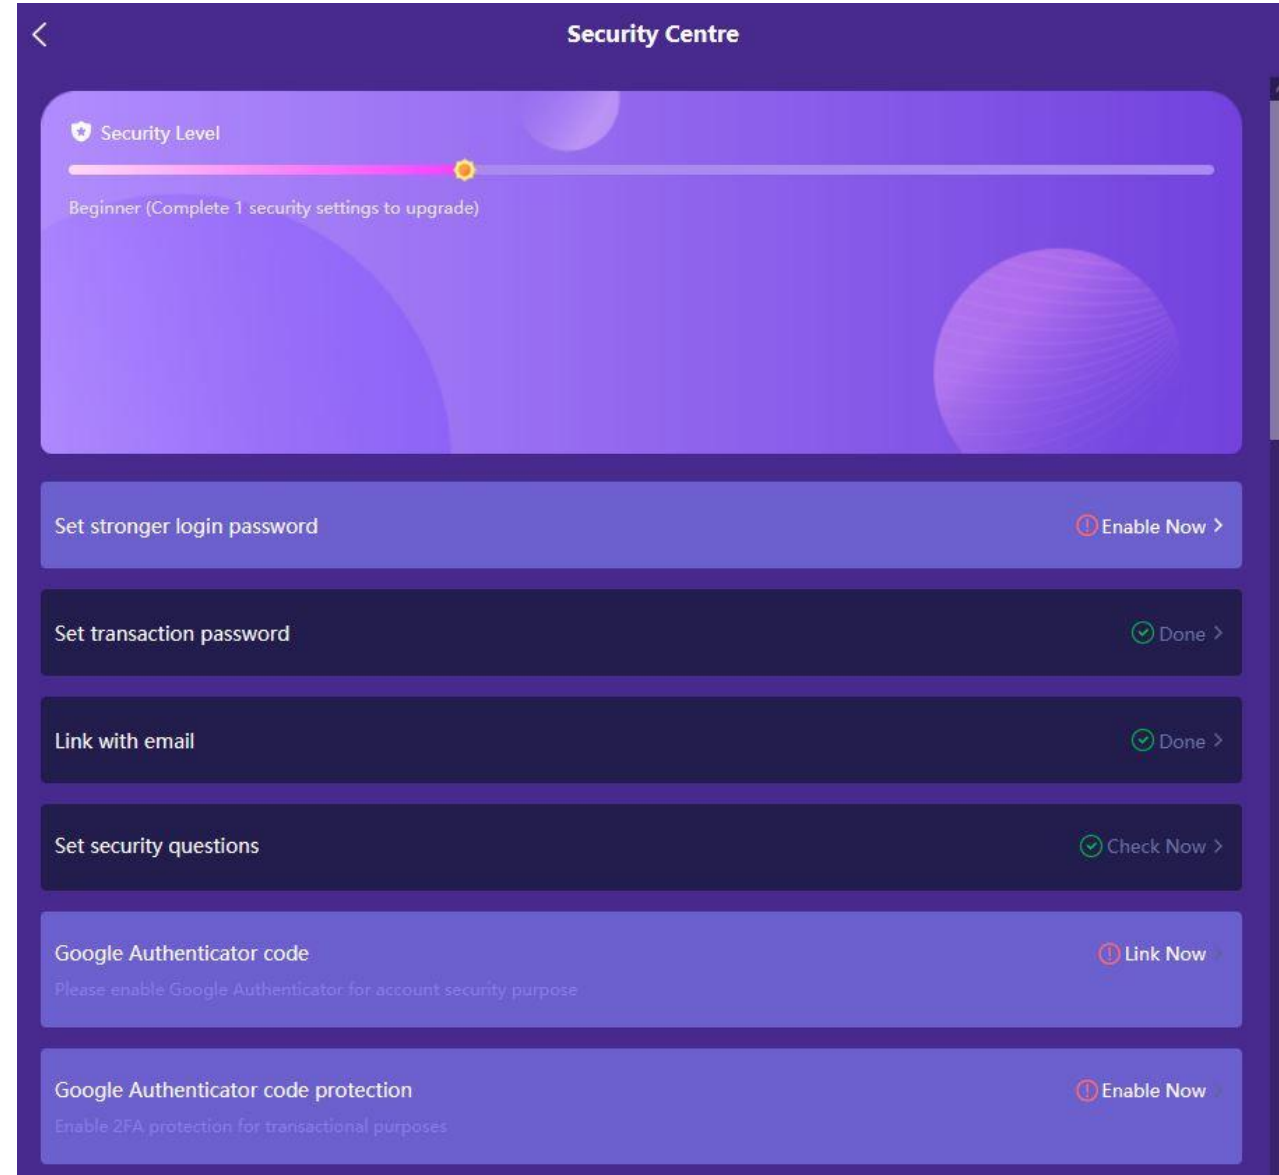 Security Centre
Security Level
Beginner (Complete 1 security settings to upgrade)
Set stronger login password
Enable Now
Set transaction password
Done
Link with email
Done
Set security questions
Check Now
Google Authenticator code
Link Now
Please enable Google Authenticator for account security purpose
Google Authenticator code protection
Enable Now
Enable 2FA protection for transactional purposes